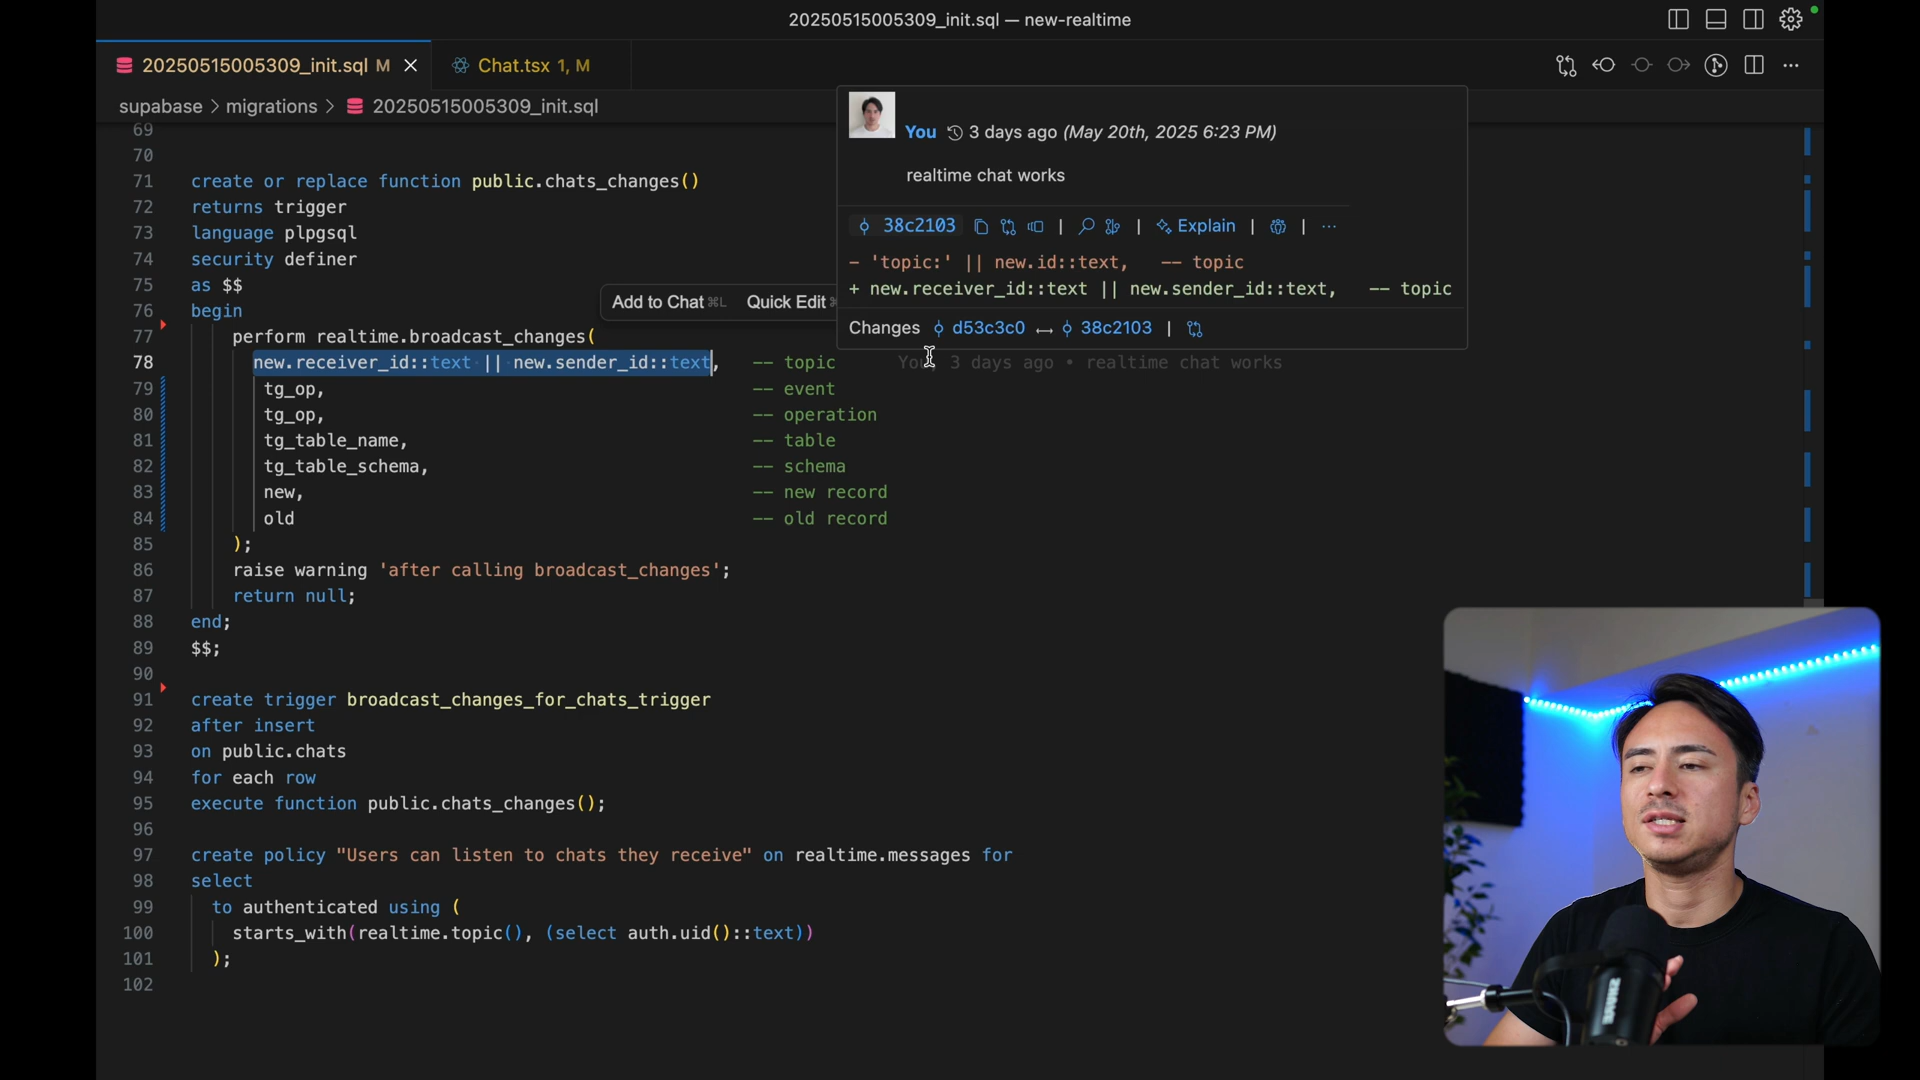 20250515005309_init.sql — new-realtime
20250515005309_init.sql M
Chat.tsx 1, M
supabase > migrations > 20250515005309_init.sql
You 3 days ago (May 20th, 2025 6:23 PM)
realtime chat works
38c2103 | | Explain | | ···
- 'topic:' || new.id::text, -- topic
+ new.receiver_id::text || new.sender_id::text, -- topic
Changes d53c3c0 ↔ 38c2103 |
Add to Chat ⌘L Quick Edit
69
70
71 create or replace function public.chats_changes()
72 returns trigger
73 language plpgsql
74 security definer
75 as $$
76 begin
77 perform realtime.broadcast_changes(
78 new.receiver_id::text || new.sender_id::text, -- topic You, 3 days ago • realtime chat works
79 tg_op, -- event
80 tg_op, -- operation
81 tg_table_name, -- table
82 tg_table_schema, -- schema
83 new, -- new record
84 old -- old record
85 );
86 raise warning 'after calling broadcast_changes';
87 return null;
88 end;
89 $$;
90
91 create trigger broadcast_changes_for_chats_trigger
92 after insert
93 on public.chats
94 for each row
95 execute function public.chats_changes();
96
97 create policy "Users can listen to chats they receive" on realtime.messages for
98 select
99 to authenticated using (
100 starts_with(realtime.topic(), (select auth.uid()::text))
101 );
102
SHURE